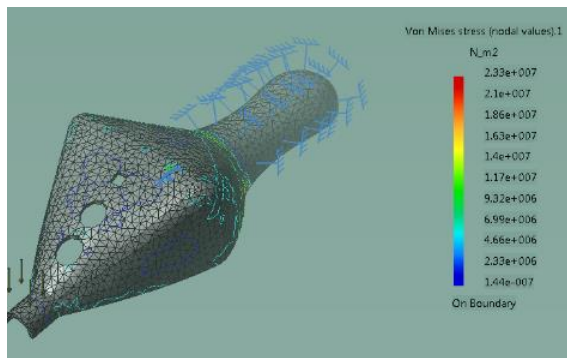 Von Mises stress (nodal values).1
N_m2
2.33e+007
2.1e+007
1.86e+007
1.63e+007
1.4e+007
1.17e+007
9.32e+006
6.99e+006
4.66e+006
2.33e+006
1.44e-007
On Boundary